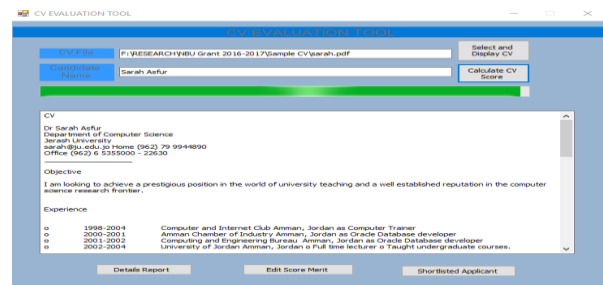 CV EVALUATION TOOL
CV EVALUATION TOOL
CV File
F:\RESEARCH\NBU Grant 2016-2017\Sample CV\sarah.pdf
Select and
Display CV
Candidate
Name
Sarah Asfur
Calculate CV
Score
CV
Dr Sarah Asfur
Department of Computer Science
Jerash University
sarah@ju.edu.jo Home (962) 79 9944890
Office (962) 6 5355000 - 22630
Objective
I am looking to achieve a prestigious position in the world of university teaching and a well established reputation in the computer
science research frontier.
Experience
o 1998-2004 Computer and Internet Club Amman, Jordan as Computer Trainer
o 2000-2001 Amman Chamber of Industry Amman, Jordan as Oracle Database developer
o 2001-2002 Computing and Engineering Bureau Amman, Jordan as Oracle Database developer
o 2002-2004 University of Jordan Amman, Jordan o Full time lecturer o Taught undergraduate courses.
Details Report
Edit Score Merit
Shortlisted Applicant